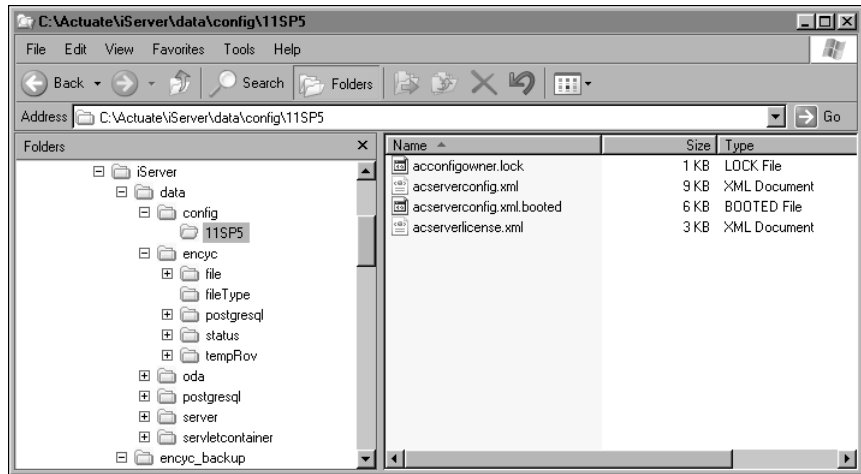 C:\Actuate\iServer\data\config\11SP5
File Edit View Favorites Tools Help
Back Search Folders
Address C:\Actuate\iServer\data\config\11SP5 Go
Folders x Name Size Type
iServer acconfigowner.lock 1 KB LOCK File
data acserverconfig.xml 9 KB XML Document
config acserverconfig.xml.booted 6 KB BOOTED File
11SP5 acserverlicense.xml 3 KB XML Document
encyc
file
fileType
postgresql
status
tempRov
oda
postgresql
server
servletcontainer
encyc_backup